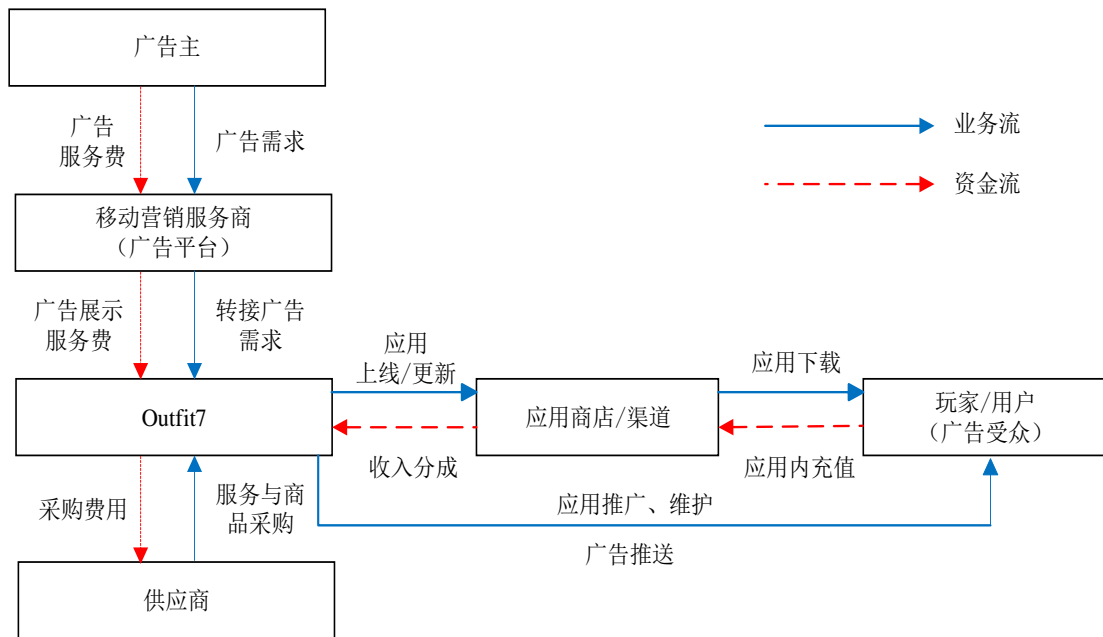 广告主
广告
服务费
广告需求
业务流
资金流
移动营销服务商
（广告平台）
广告展示
服务费
转接广告
需求
应用
上线/更新
应用下载
Outfit7
应用商店/渠道
玩家/用户
（广告受众）
收入分成
应用内充值
采购费用
服务与商
品采购
应用推广、维护
广告推送
供应商